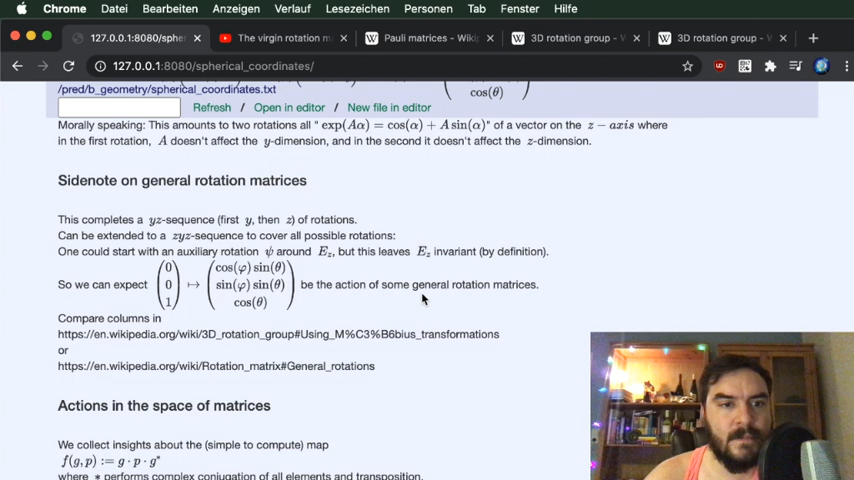 Chrome Datei Bearbeiten Anzeigen Verlauf Lesezeichen Personen Tab Fenster Hilfe
127.0.0.1:8080/spher × The virgin rotation m × Pauli matrices - Wiki × 3D rotation group - W × 3D rotation group - W ×
127.0.0.1:8080/spherical_coordinates/
/pred/b_geometry/spherical_coordinates.txt
cos(θ)
Refresh / Open in editor / New file in editor
Morally speaking: This amounts to two rotations all " exp(Aα) = cos(α) + A sin(α)" of a vector on the z − axis where
in the first rotation, A doesn't affect the y-dimension, and in the second it doesn't affect the z-dimension.
Sidenote on general rotation matrices
This completes a yz-sequence (first y, then z) of rotations.
Can be extended to a zyz-sequence to cover all possible rotations:
One could start with an auxiliary rotation ψ around E_z, but this leaves E_z invariant (by definition).
So we can expect (0 0 1) ↦ (cos(φ) sin(θ) sin(φ) sin(θ) cos(θ)) be the action of some general rotation matrices.
Compare columns in
https://en.wikipedia.org/wiki/3D_rotation_group#Using_M%C3%B6bius_transformations
or
https://en.wikipedia.org/wiki/Rotation_matrix#General_rotations
Actions in the space of matrices
We collect insights about the (simple to compute) map
f(g, p) := g · p · g*
where * performs complex conjugation of all elements and transposition.